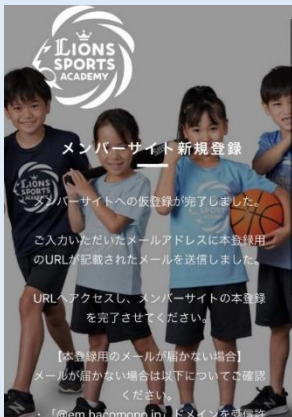 LIONS
SPORTS
ACADEMY
メンバーサイト新規登録
LIONS
SPORTS
ACADEMY
メンバーサイトへの仮登録が完了しました。
ご入力いただいたメールアドレスに本登録用
のURLが記載されたメールを送信しました。
URLへアクセスし、メンバーサイトの本登録
を完了させてください。
【本登録用のメールが届かない場合】
メールが届かない場合は以下についてご確認
ください。
・「@em.hacomono.jp」ドメインを受信許